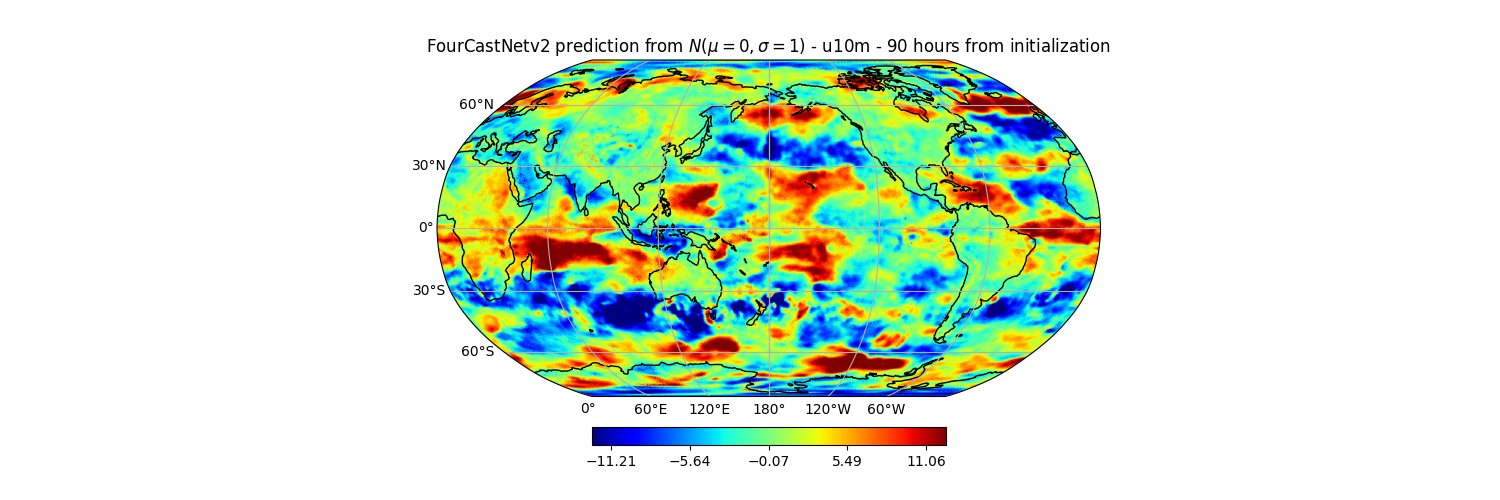 FourCastNetv2 prediction from N(μ = 0, σ = 1) - u10m - 90 hours from initialization
60°N
30°N
0°
30°S
60°S
0° 60°E 120°E 180° 120°W 60°W
−11.21 −5.64 −0.07 5.49 11.06